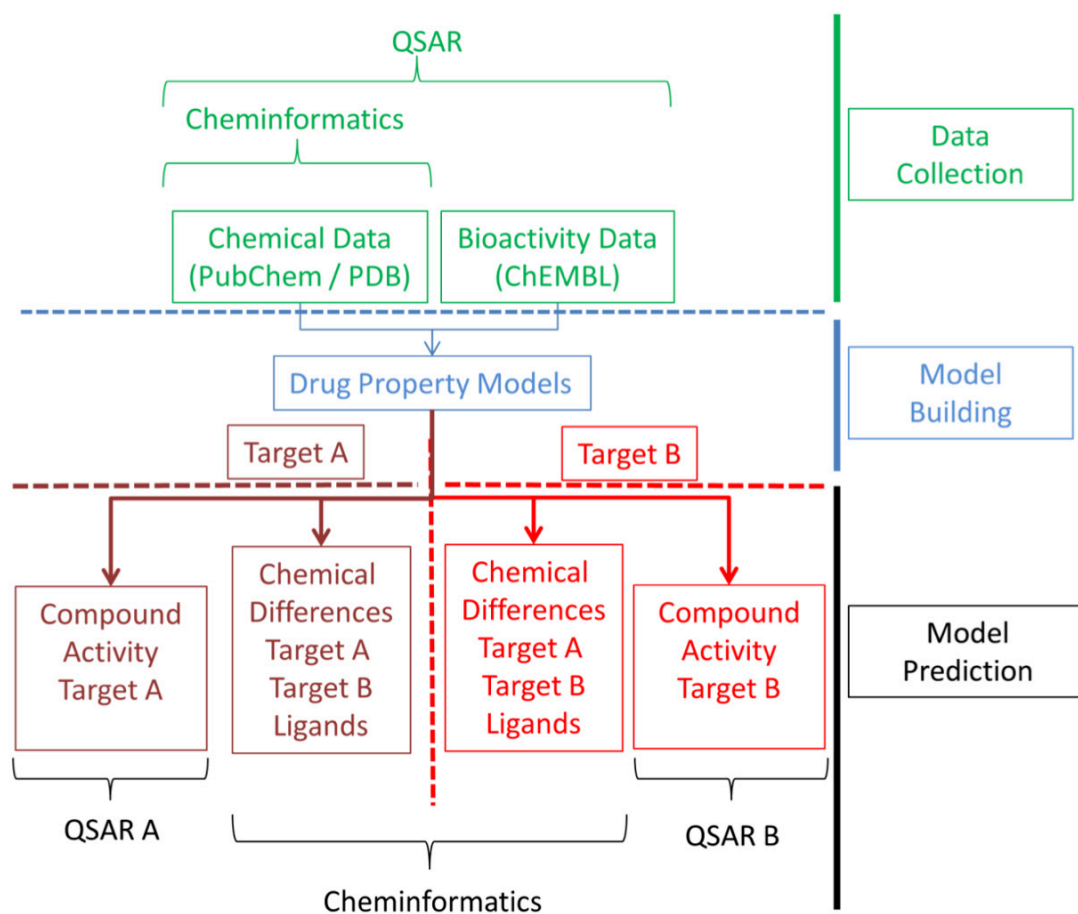 QSAR
Cheminformatics
Chemical Data
(PubChem / PDB)
Bioactivity Data
(ChEMBL)
Data
Collection
Drug Property Models
Model
Building
Target A
Target B
Compound
Activity
Target A
Chemical
Differences
Target A
Target B
Ligands
Chemical
Differences
Target A
Target B
Ligands
Compound
Activity
Target B
Model
Prediction
QSAR A
QSAR B
Cheminformatics